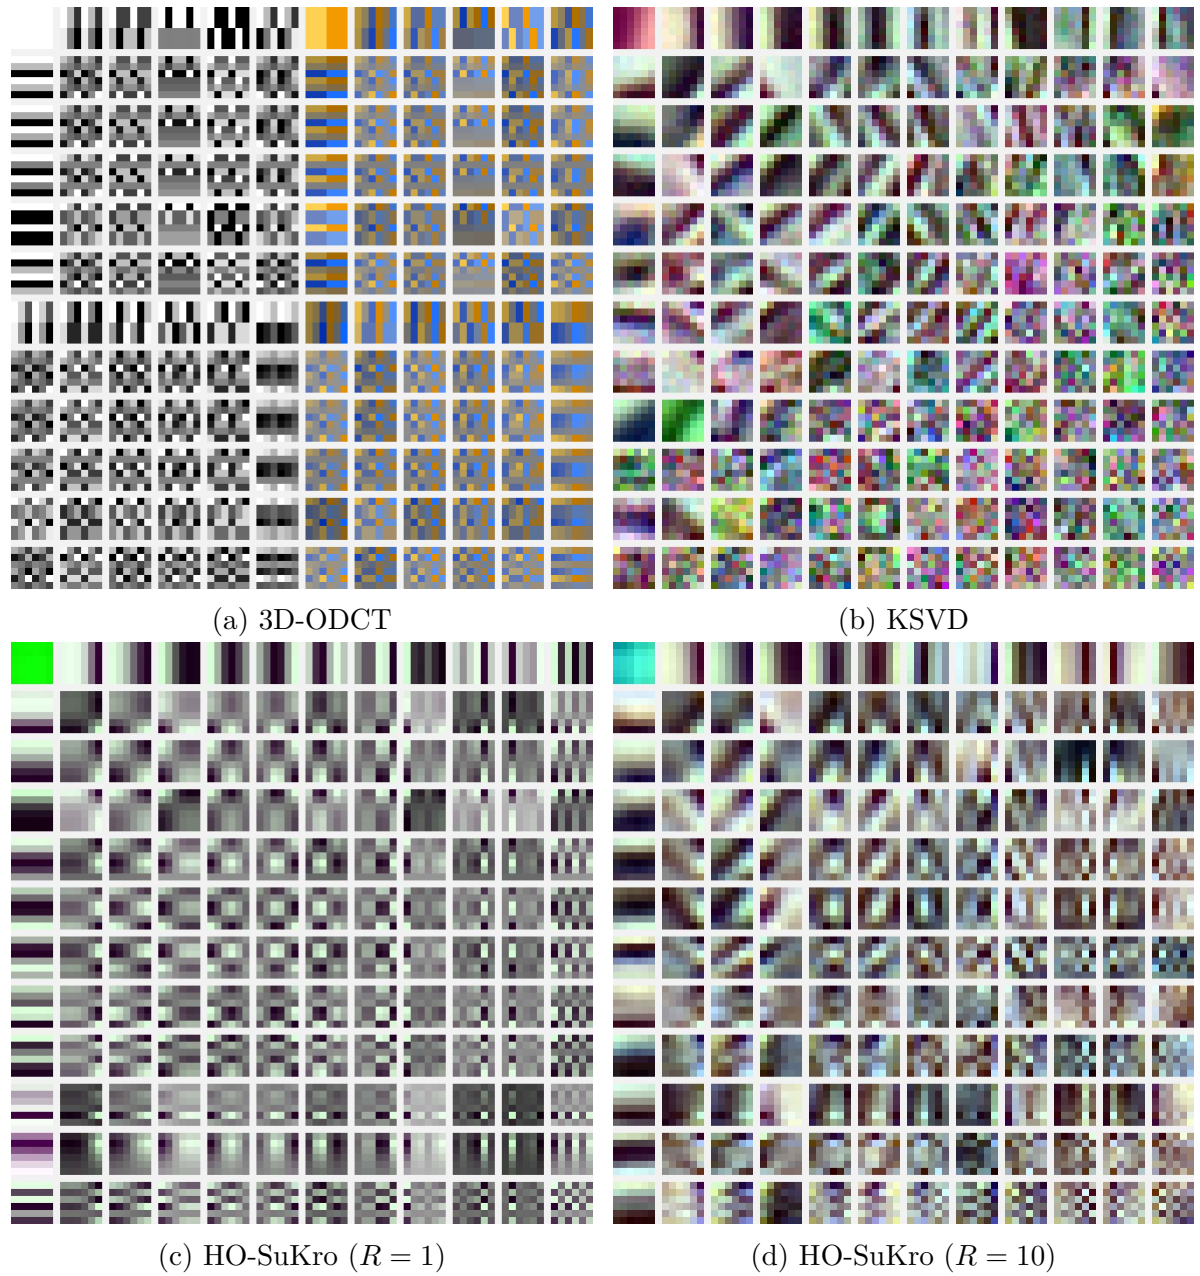 (a) 3D-ODCT
(b) KSVD
(c) HO-SuKro (R = 1)
(d) HO-SuKro (R = 10)